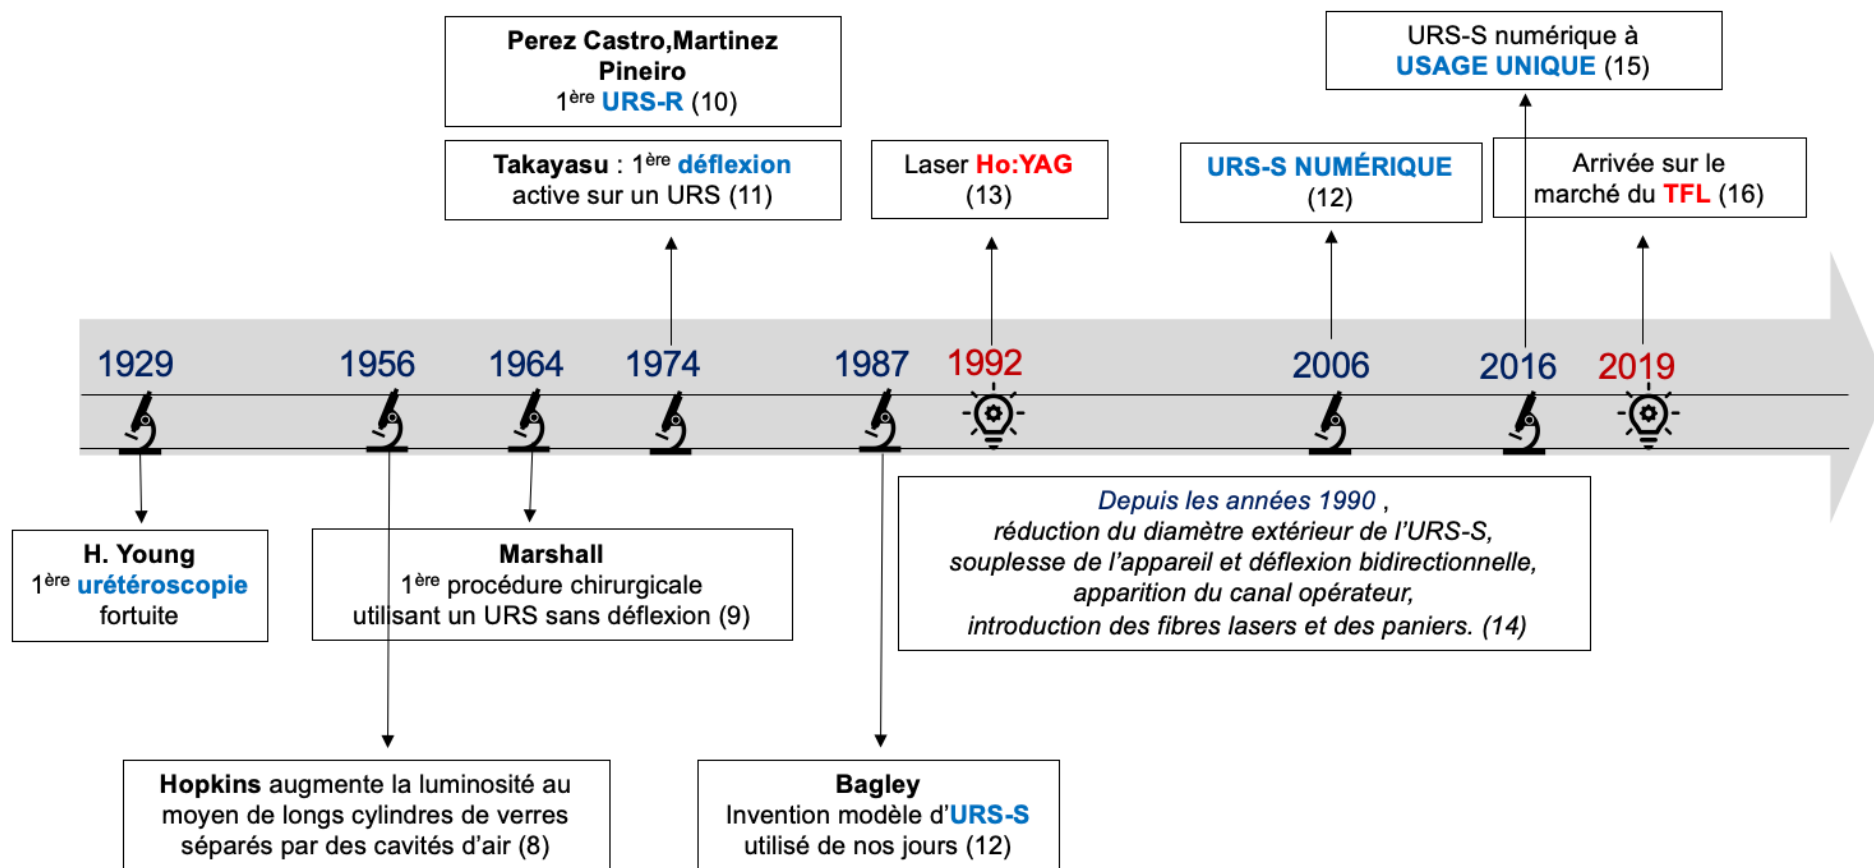 Perez Castro,Martinez
Pineiro
1ère URS-R (10)
Takayasu : 1ère déflexion
active sur un URS (11)
Laser Ho:YAG
(13)
URS-S NUMÉRIQUE
(12)
URS-S numérique à
USAGE UNIQUE (15)
Arrivée sur le
marché du TFL (16)
1929
1956
1964
1974
1987
1992
2006
2016
2019
H. Young
1ère urétéroscopie
fortuite
Marshall
1ère procédure chirurgicale
utilisant un URS sans déflexion (9)
Depuis les années 1990 ,
réduction du diamètre extérieur de l'URS-S,
souplesse de l'appareil et déflexion bidirectionnelle,
apparition du canal opérateur,
introduction des fibres lasers et des paniers. (14)
Hopkins augmente la luminosité au
moyen de longs cylindres de verres
séparés par des cavités d'air (8)
Bagley
Invention modèle d'URS-S
utilisé de nos jours (12)